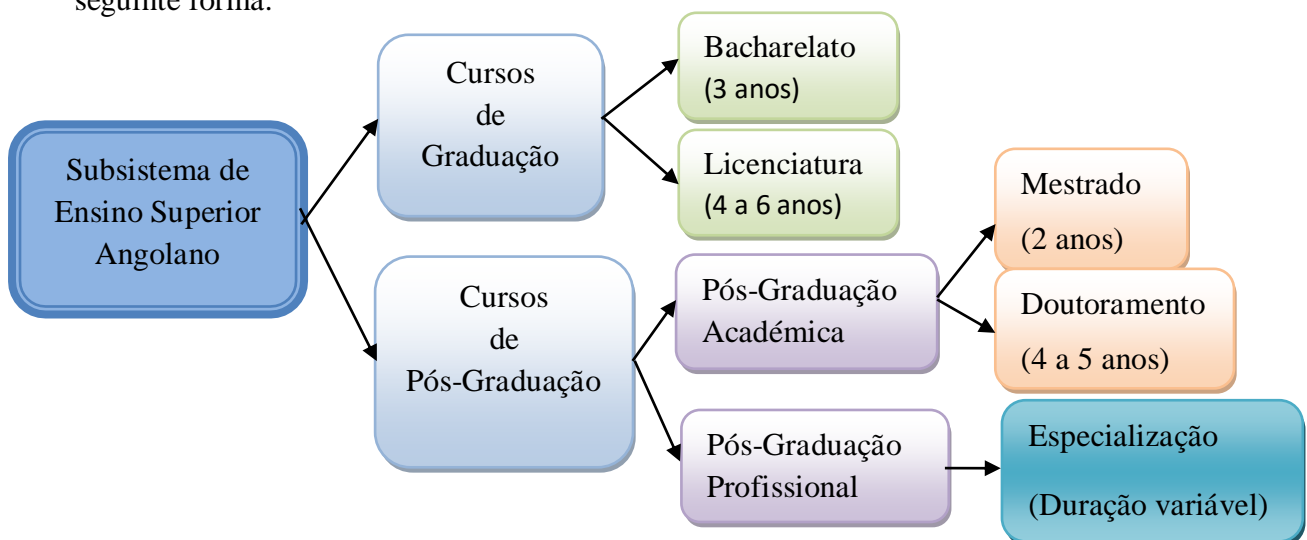 seguinte forma:
Subsistema de
Ensino Superior
Angolano
Cursos
de
Graduação
Bacharelato
(3 anos)
Licenciatura
(4 a 6 anos)
Cursos
de
Pós-Graduação
Pós-Graduação
Académica
Mestrado
(2 anos)
Doutoramento
(4 a 5 anos)
Pós-Graduação
Profissional
Especialização
(Duração variável)